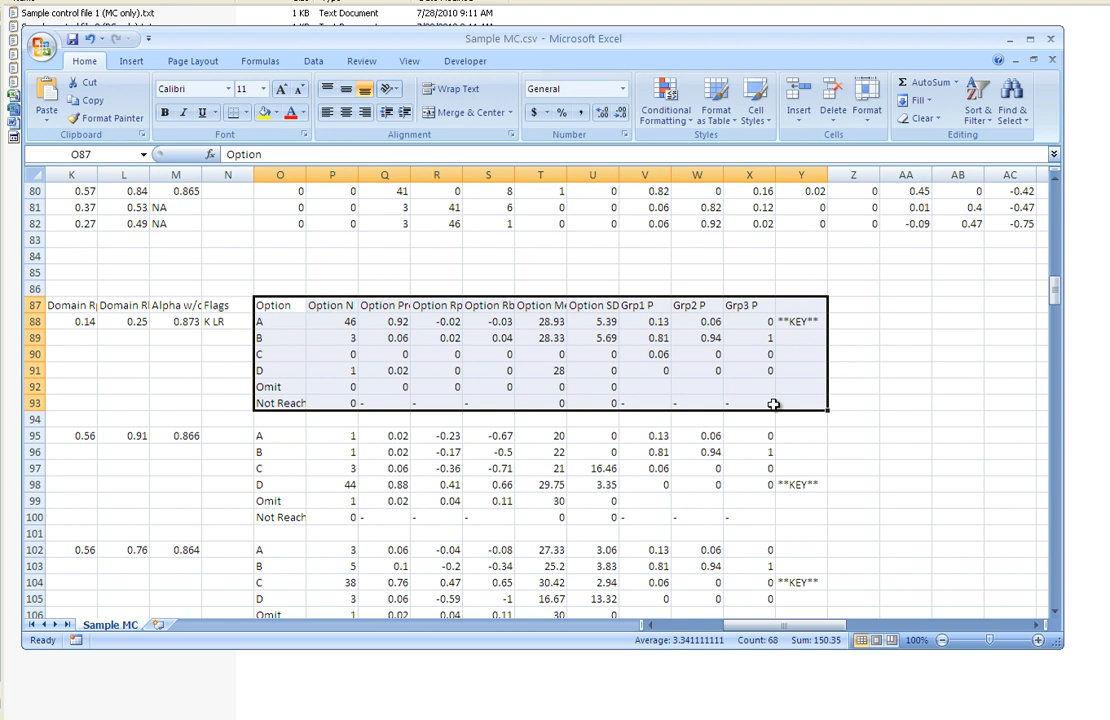 Sample control file 1 (MC only).txt 1 KB Text Document 7/28/2010 9:11 AM
Sample MC.csv - Microsoft Excel
Home Insert Page Layout Formulas Data Review View Developer
Cut Calibri 11 Wrap Text General AutoSum
Copy Fill
Paste Format Painter Merge & Center $ % , Conditional Formatting Format as Table Cell Styles Insert Delete Format Clear Sort & Filter Find & Select
Clipboard Font Alignment Number Styles Cells Editing
O87 fx Option
K L M N O P Q R S T U V W X Y Z AA AB AC
80 0.57 0.84 0.865 0 0 41 0 8 1 0 0.82 0 0.16 0.02 0 0.45 0 -0.42
81 0.37 0.53 NA 0 0 3 41 6 0 0.06 0.82 0.12 0 0 0.01 0.4 -0.47
82 0.27 0.49 NA 0 0 3 46 1 0 0.06 0.92 0.02 0 0 -0.09 0.47 -0.75
83
84
85
86
87 Domain Rp Domain Rl Alpha w/c Flags Option Option N Option Pro Option Rp Option Rb Option Me Option SD Grp1 P Grp2 P Grp3 P
88 0.14 0.25 0.873 K LR A 46 0.92 -0.02 -0.03 28.93 5.39 0.13 0.06 0 **KEY**
89 B 3 0.06 0.02 0.04 28.33 5.69 0.81 0.94 1
90 C 0 0 0 0 0 0 0.06 0 0
91 D 1 0.02 0 0 28 0 0 0 0
92 Omit 0 0 0 0 0 0
93 Not Reach 0 - - - 0 0 - - -
94
95 0.56 0.91 0.866 A 1 0.02 -0.23 -0.67 20 0 0.13 0.06 0
96 B 1 0.02 -0.17 -0.5 22 0 0.81 0.94 1
97 C 3 0.06 -0.36 -0.71 21 16.46 0.06 0 0
98 D 44 0.88 0.41 0.66 29.75 3.35 0 0 0 **KEY**
99 Omit 1 0.02 0.04 0.11 30 0
100 Not Reach 0 - - - 0 0 - - -
101
102 0.56 0.76 0.864 A 3 0.06 -0.04 -0.08 27.33 3.06 0.13 0.06 0
103 B 5 0.1 -0.2 -0.34 25.2 3.83 0.81 0.94 1
104 C 38 0.76 0.47 0.65 30.42 2.94 0.06 0 0 **KEY**
105 D 3 0.06 -0.59 -1 16.67 13.32 0 0 0
106 Omit 1 0.02 0.04 0.11 30 0
Sample MC
Ready Average: 3.341111111 Count: 68 Sum: 150.35 100%